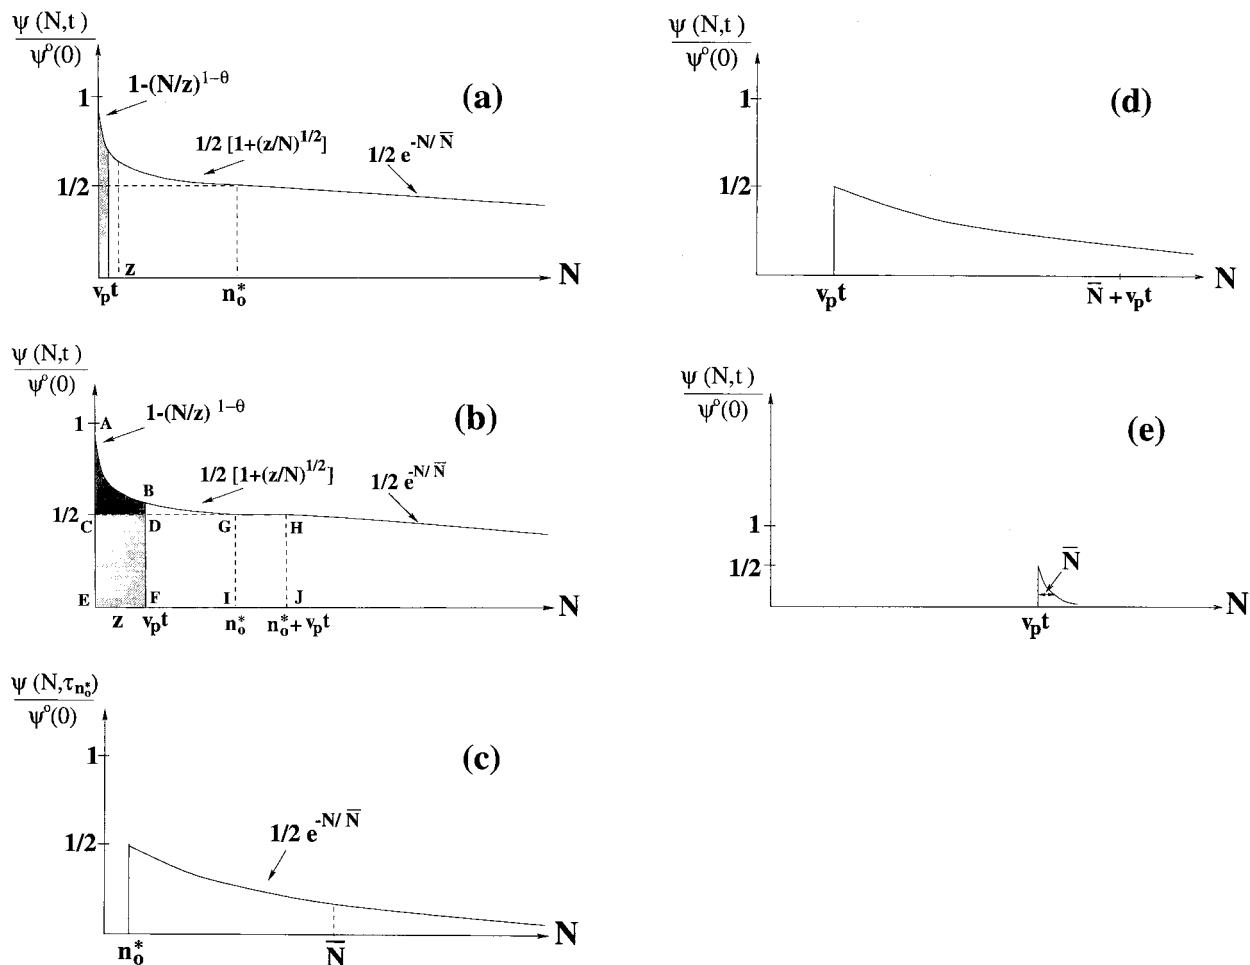 ψ (N,t)
ψ°(0)
1
1-(N/z)^{1-θ}
(a)
1/2 [1+(z/N)^{1/2}]
1/2 e^{-N/N̄}
1/2
z
N
v_p t
n_o^*
ψ (N,t)
ψ°(0)
1
A
1-(N/z)^{1-θ}
(b)
B
1/2 [1+(z/N)^{1/2}]
1/2 e^{-N/N̄}
1/2
C
D
G
H
E
F
I
J
N
z
v_p t
n_o^*
n_o^* + v_p t
ψ (N,τ_{n_o^*})
ψ°(0)
1
(c)
1/2 e^{-N/N̄}
1/2
N
n_o^*
N̄
ψ (N,t)
ψ°(0)
1
(d)
1/2
N
v_p t
N̄ + v_p t
ψ (N,t)
ψ°(0)
(e)
1
N̄
1/2
N
v_p t